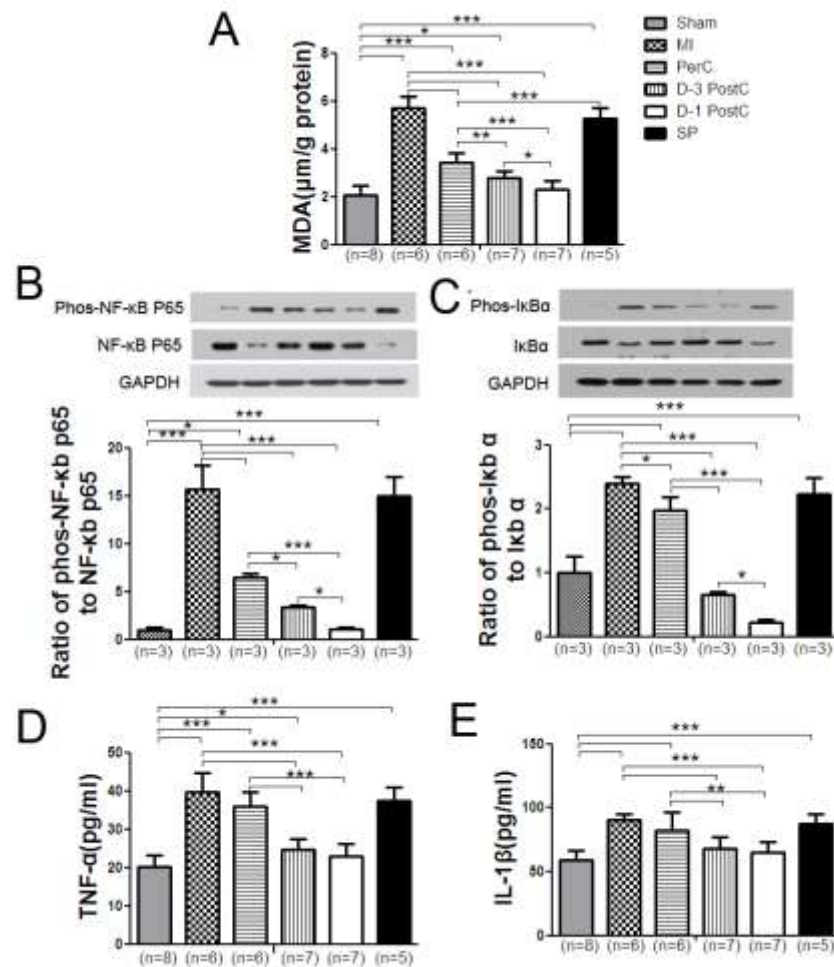 A
***
*
***
***
***
***
**
*
MDA(μm/g protein)
8
6
4
2
0
(n=8) (n=6) (n=6) (n=7) (n=7) (n=5)
Sham
MI
PerC
D-3 PostC
D-1 PostC
SP
B
Phos-NF-κB P65
NF-κB P65
GAPDH
***
*
***
***
***
*
*
Ratio of phos-NF-κb p65
to NF-κb p65
20
15
10
5
0
(n=3) (n=3) (n=3) (n=3) (n=3) (n=3)
C
Phos-IκBα
IκBα
GAPDH
***
***
*
***
*
Ratio of phos-Iκb α
to Iκb α
3
2
1
0
(n=3) (n=3) (n=3) (n=3) (n=3) (n=3)
D
***
*
***
***
***
TNF-α(pg/ml)
60
40
30
20
10
0
(n=8) (n=6) (n=6) (n=7) (n=7) (n=5)
E
***
***
**
IL-1β(pg/ml)
150
100
50
0
(n=8) (n=6) (n=6) (n=7) (n=7) (n=5)